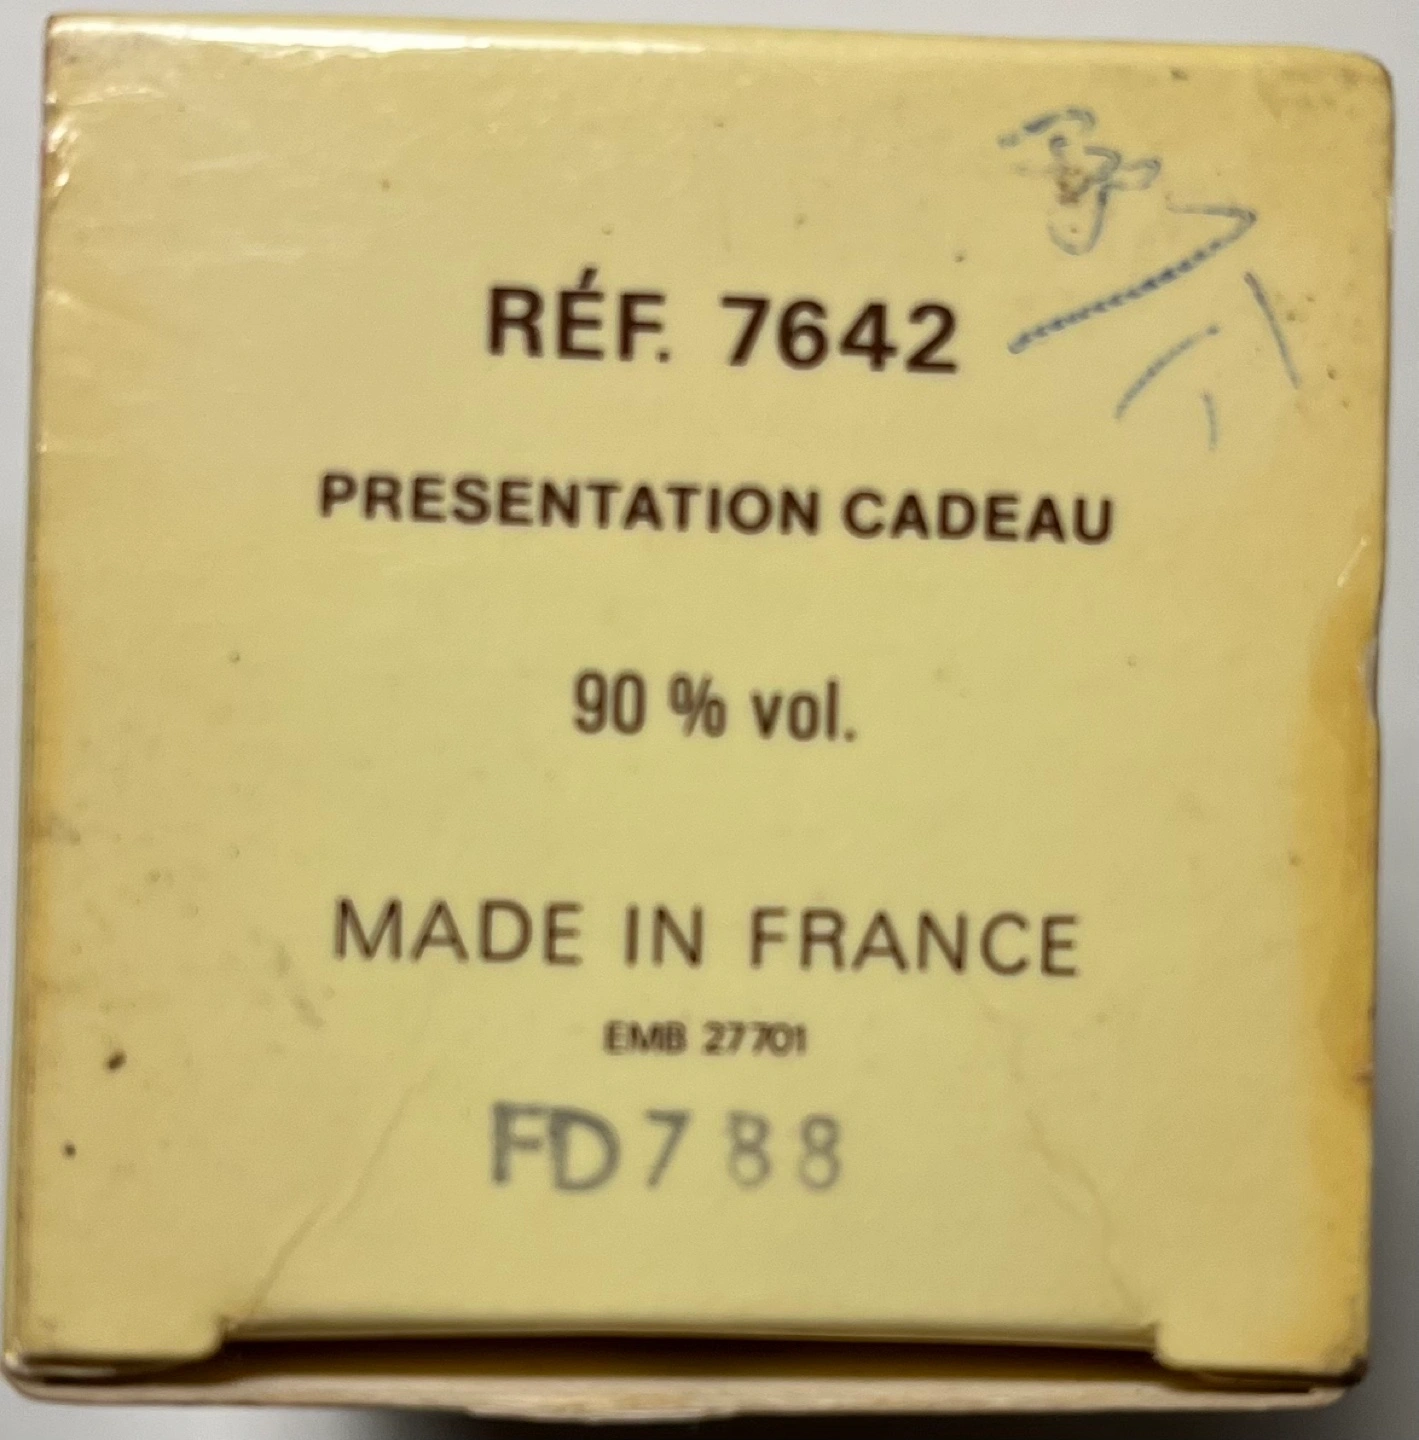 RÉF. 7642
PRESENTATION CADEAU
90 % vol.
MADE IN FRANCE
EMB 27701
FD788